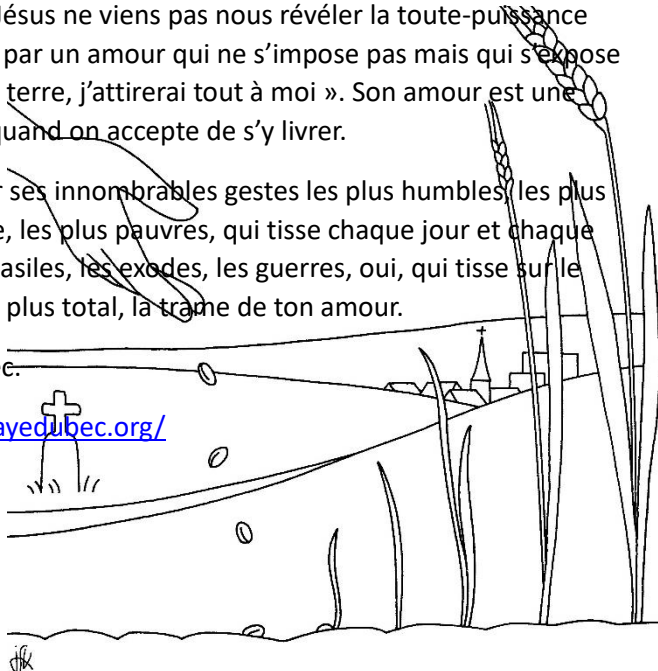 Jésus ne viens pas nous révéler la toute-puissance
par un amour qui ne s’impose pas mais qui s’expose
terre, j’attirerai tout à moi ». Son amour est une
quand on accepte de s’y livrer.
ses innombrables gestes les plus humbles, les plus
les plus pauvres, qui tisse chaque jour et chaque
asiles, les exodes, les guerres, oui, qui tisse sur le
plus total, la trame de ton amour.
c.
ayedubec.org/